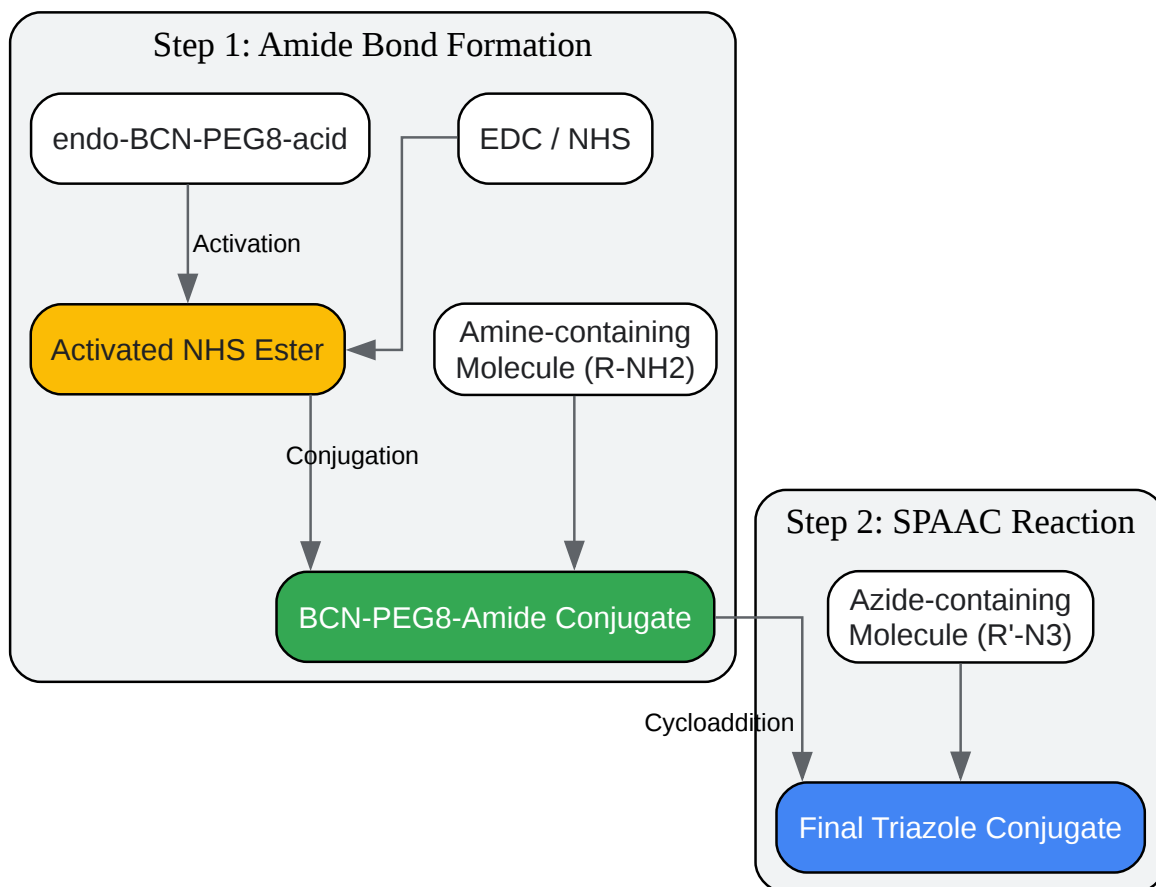 Step 1: Amide Bond Formation
endo-BCN-PEG8-acid
EDC / NHS
Activation
Activated NHS Ester
Amine-containing
Molecule (R-NH2)
Conjugation
BCN-PEG8-Amide Conjugate
Step 2: SPAAC Reaction
Azide-containing
Molecule (R'-N3)
Cycloaddition
Final Triazole Conjugate